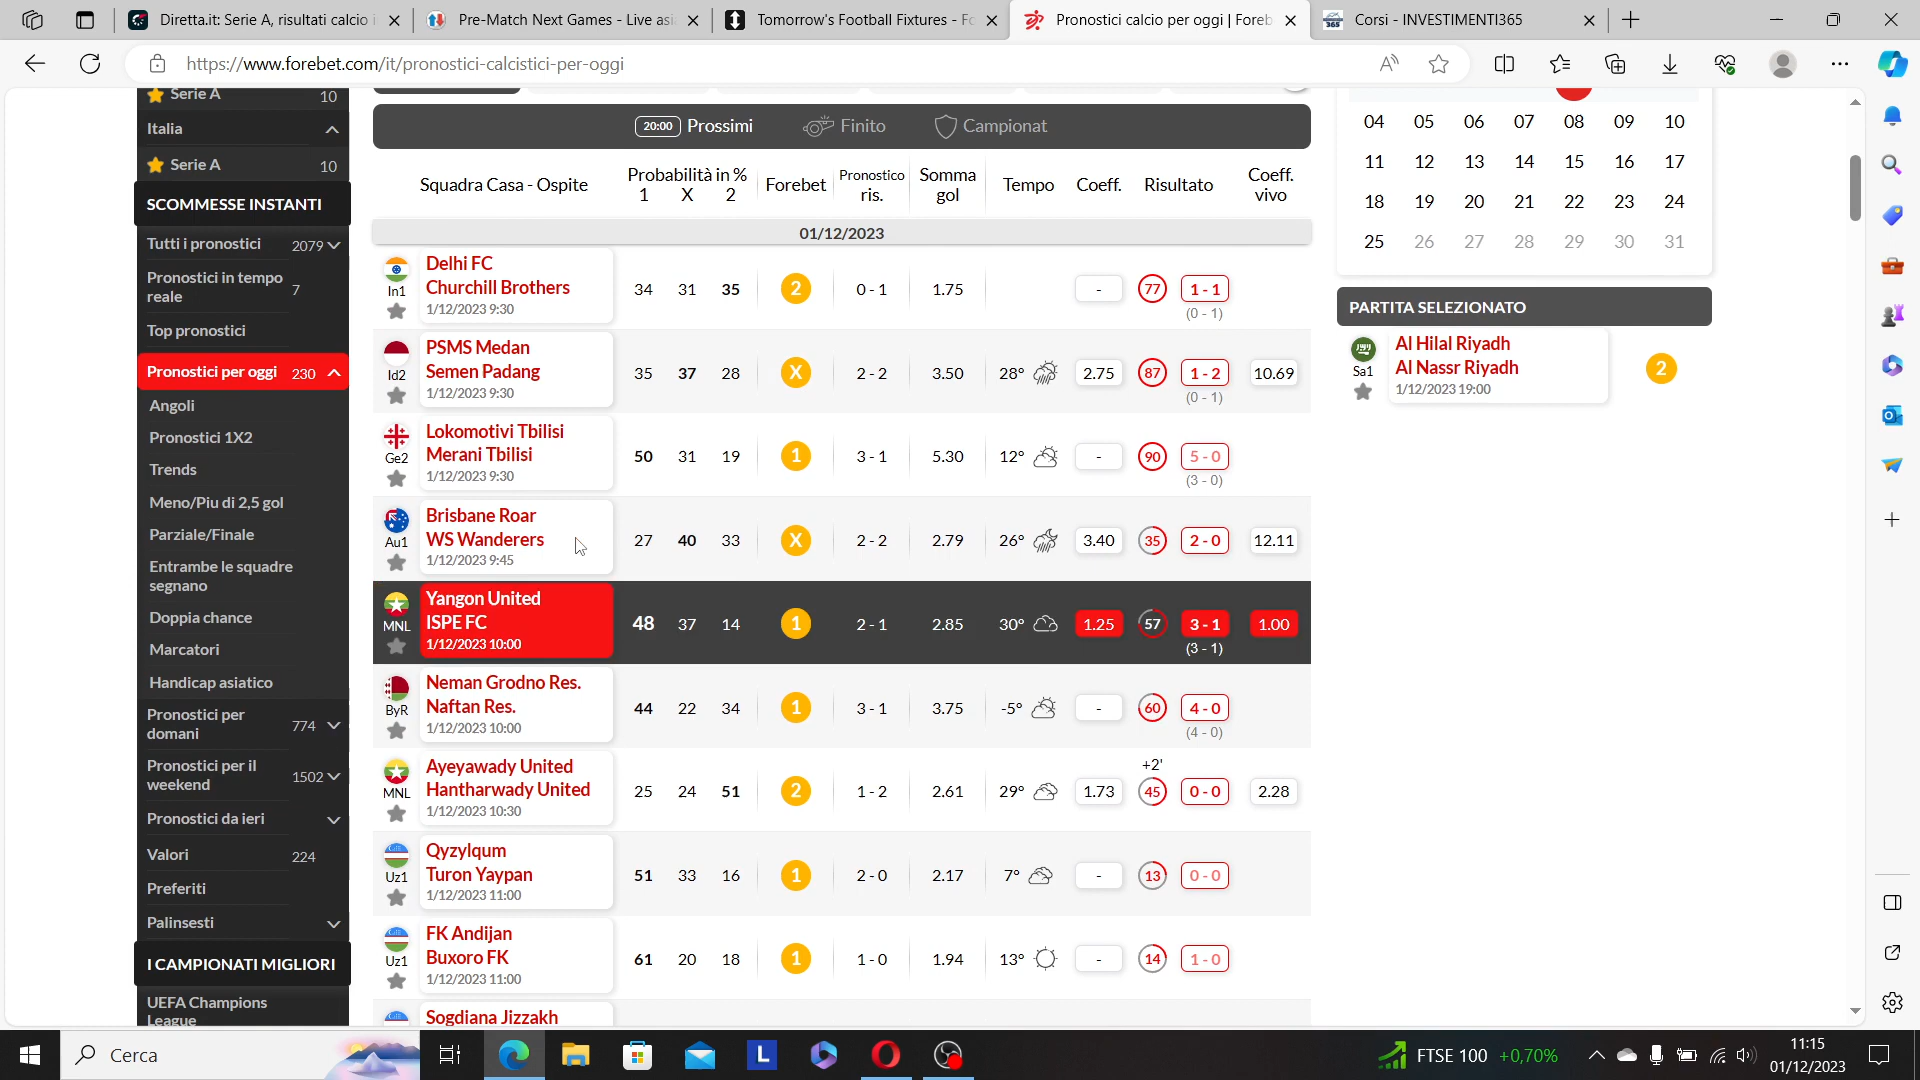 Diretta.it: Serie A, risultati calcio i
Pre-Match Next Games - Live asi
Tomorrow's Football Fixtures - Fo
Pronostici calcio per oggi | Foreb
Corsi - INVESTIMENTI365
https://www.forebet.com/it/pronostici-calcistici-per-oggi
Serie A 10
Italia
Serie A 10
SCOMMESSE INSTANTI
Tutti i pronostici 2079
Pronostici in tempo
reale 7
Top pronostici
Pronostici per oggi 230
Angoli
Pronostici 1X2
Trends
Meno/Piu di 2,5 gol
Parziale/Finale
Entrambe le squadre
segnano
Doppia chance
Marcatori
Handicap asiatico
Pronostici per
domani 774
Pronostici per il
weekend 1502
Pronostici da ieri
Valori 224
Preferiti
Palinsesti
I CAMPIONATI MIGLIORI
UEFA Champions
League
20:00 Prossimi Finito Campionat
Squadra Casa - Ospite
Probabilità in %
1 X 2
Forebet
Pronostico
ris.
Somma
gol
Tempo
Coeff.
Risultato
Coeff.
vivo
01/12/2023
In1
Delhi FC
Churchill Brothers
1/12/2023 9:30
34 31 35 2 0 - 1 1.75 - 77 1 - 1
(0 - 1)
Id2
PSMS Medan
Semen Padang
1/12/2023 9:30
35 37 28 X 2 - 2 3.50 28° 2.75 87 1 - 2 10.69
(0 - 1)
Ge2
Lokomotivi Tbilisi
Merani Tbilisi
1/12/2023 9:30
50 31 19 1 3 - 1 5.30 12° - 90 5 - 0
(3 - 0)
Au1
Brisbane Roar
WS Wanderers
1/12/2023 9:45
27 40 33 X 2 - 2 2.79 26° 3.40 35 2 - 0 12.11
MNL
Yangon United
ISPE FC
1/12/2023 10:00
48 37 14 1 2 - 1 2.85 30° 1.25 57 3 - 1 1.00
(3 - 1)
ByR
Neman Grodno Res.
Naftan Res.
1/12/2023 10:00
44 22 34 1 3 - 1 3.75 -5° - 60 4 - 0
(4 - 0)
MNL
Ayeyawady United
Hantharwady United
1/12/2023 10:30
+2'
25 24 51 2 1 - 2 2.61 29° 1.73 45 0 - 0 2.28
Uz1
Qyzylqum
Turon Yaypan
1/12/2023 11:00
51 33 16 1 2 - 0 2.17 7° - 13 0 - 0
Uz1
FK Andijan
Buxoro FK
1/12/2023 11:00
61 20 18 1 1 - 0 1.94 13° - 14 1 - 0
Sogdiana Jizzakh
04 05 06 07 08 09 10
11 12 13 14 15 16 17
18 19 20 21 22 23 24
25 26 27 28 29 30 31
PARTITA SELEZIONATO
Sa1
Al Hilal Riyadh
Al Nassr Riyadh
1/12/2023 19:00
2
Cerca
FTSE 100 +0,70%
11:15
01/12/2023